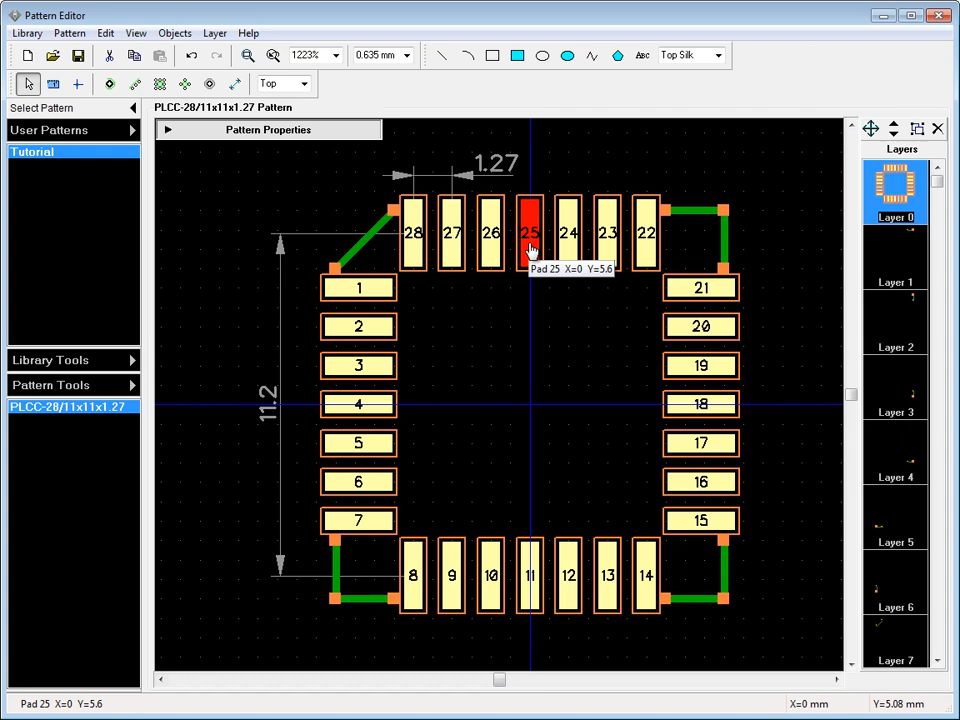 Pattern Editor
Library Pattern Edit View Objects Layer Help
1223% 0.635 mm ABC Top Silk
Top
Select Pattern
PLCC-28/11x11x1.27 Pattern
User Patterns
Pattern Properties
Tutorial
Layers
1.27
28 27 26 25 24 23 22
Pad 25 X=0 Y=5.6
1 21
2 20
3 19
4 18
5 17
6 16
7 15
11.2
8 9 10 11 12 13 14
Library Tools
Pattern Tools
PLCC-28/11x11x1.27
Layer 0
Layer 1
Layer 2
Layer 3
Layer 4
Layer 5
Layer 6
Layer 7
Pad 25 X=0 Y=5.6 X=0 mm Y=5.08 mm